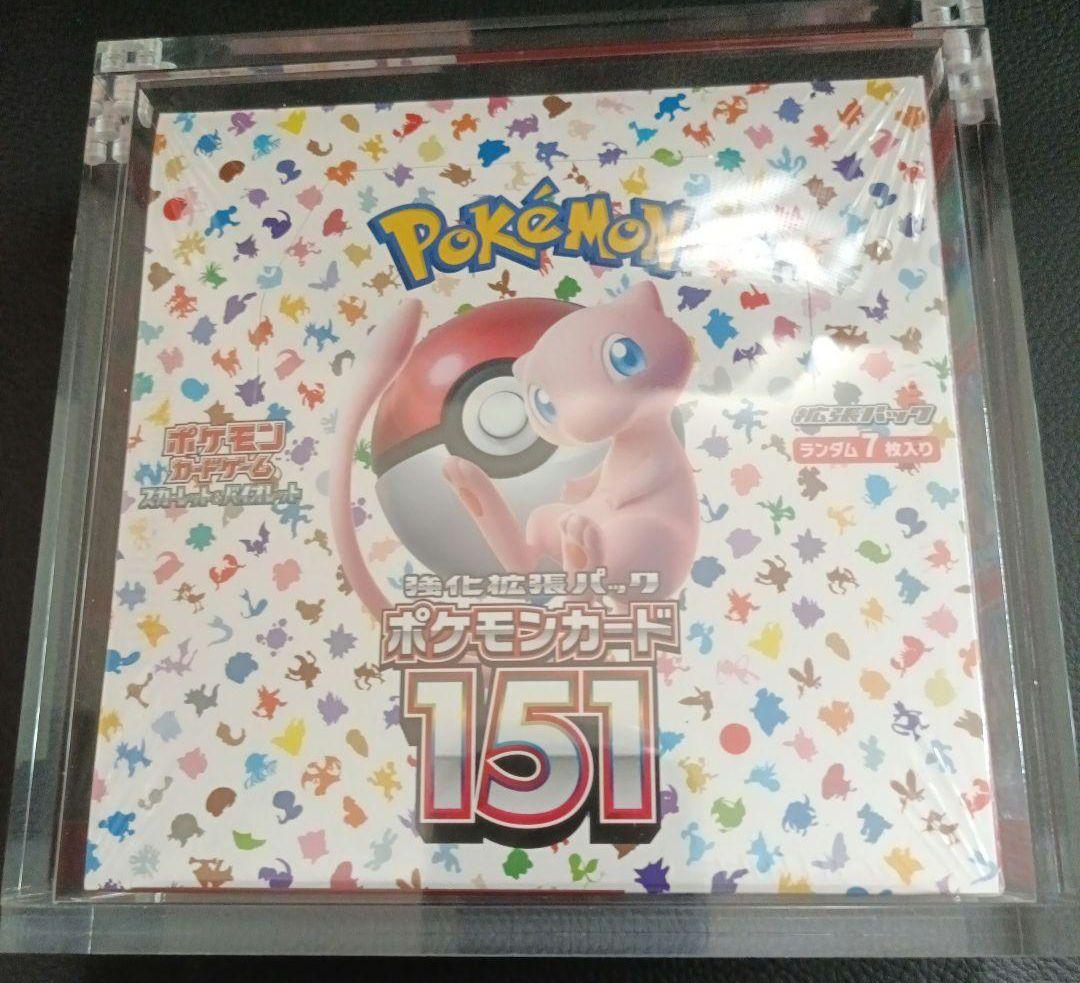 Pokémon
拡張パック
ランダム7枚入り
ポケモン
カードゲーム
スカーレット&バイオレット
強化拡張パック
ポケモンカード
151